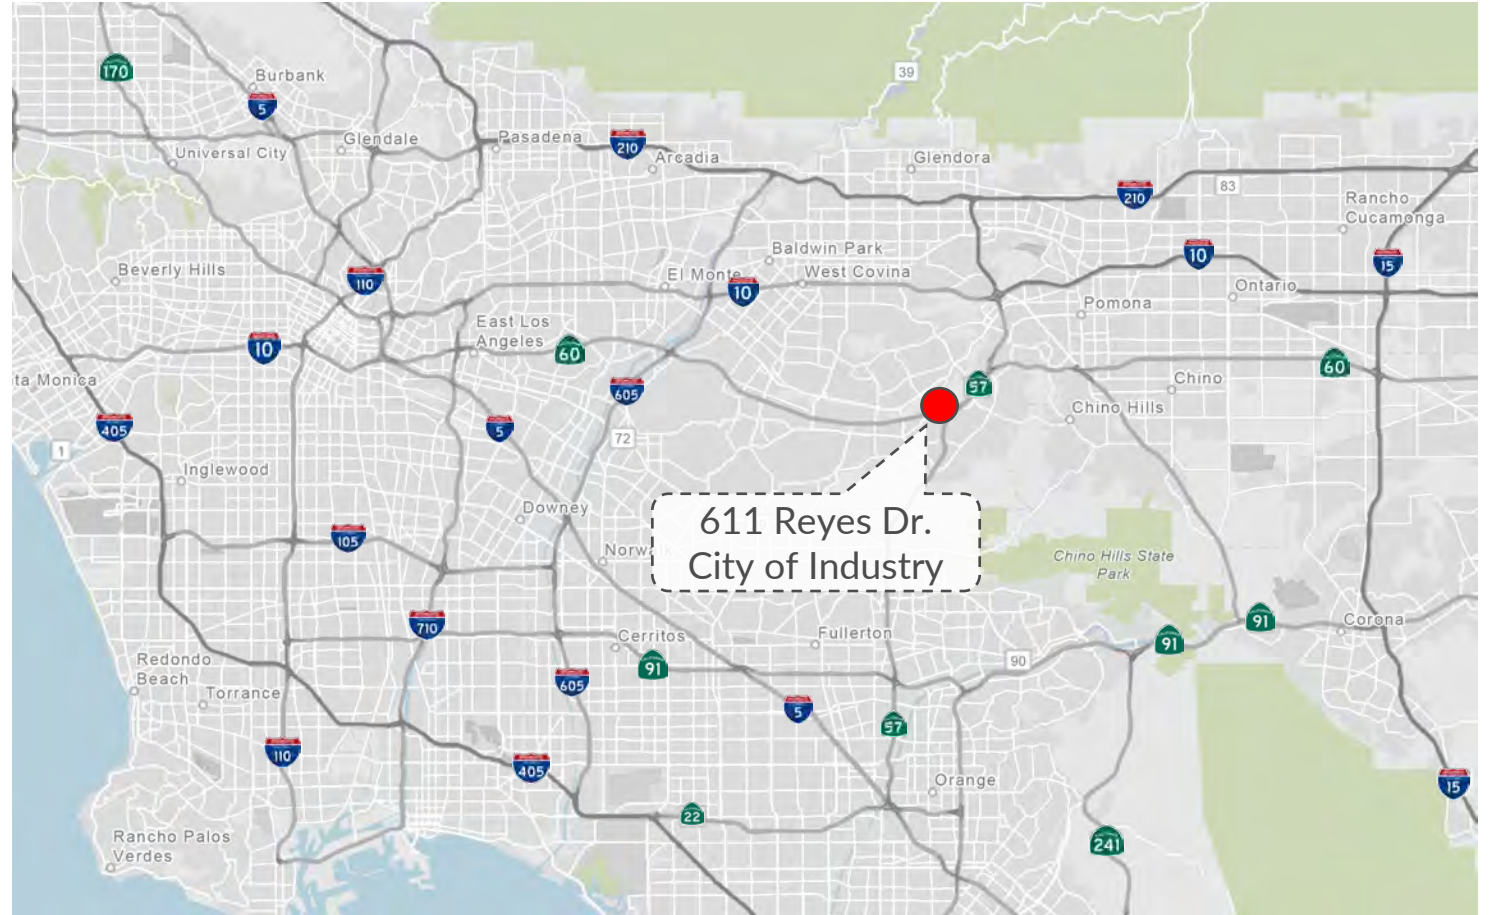 170
Burbank
5
39
Glendale
Pasadena
210
Universal City
Arcadia
Glendora
210
83
Rancho
Cucamonga
Beverly Hills
110
Baldwin Park
El Monte
10
West Covina
10
15
Ontario
Pomona
East Los
Angeles
10
60
60
ta Monica
605
57
Chino
Chino Hills
405
5
72
1
Inglewood
Downey
611 Reyes Dr.
City of Industry
105
Norwalk
Chino Hills State
Park
710
Cerritos
Fullerton
91
91
Corona
Redondo
Beach
Torrance
91
90
605
5
57
110
405
Orange
15
22
Rancho Palos
Verdes
241